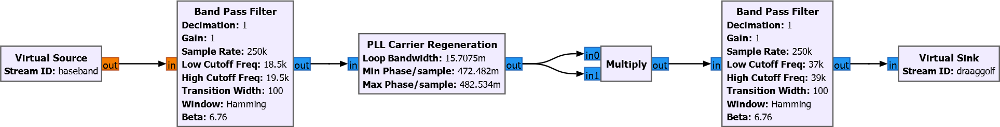 Virtual Source
Stream ID: baseband
out
in
Band Pass Filter
Decimation: 1
Gain: 1
Sample Rate: 250k
Low Cutoff Freq: 18.5k
High Cutoff Freq: 19.5k
Transition Width: 100
Window: Hamming
Beta: 6.76
out
in
PLL Carrier Regeneration
Loop Bandwidth: 15.7075m
Min Phase/sample: 472.482m
Max Phase/sample: 482.534m
out
in0
in1
Multiply
out
in
Band Pass Filter
Decimation: 1
Gain: 1
Sample Rate: 250k
Low Cutoff Freq: 37k
High Cutoff Freq: 39k
Transition Width: 100
Window: Hamming
Beta: 6.76
out
in
Virtual Sink
Stream ID: draaggolf